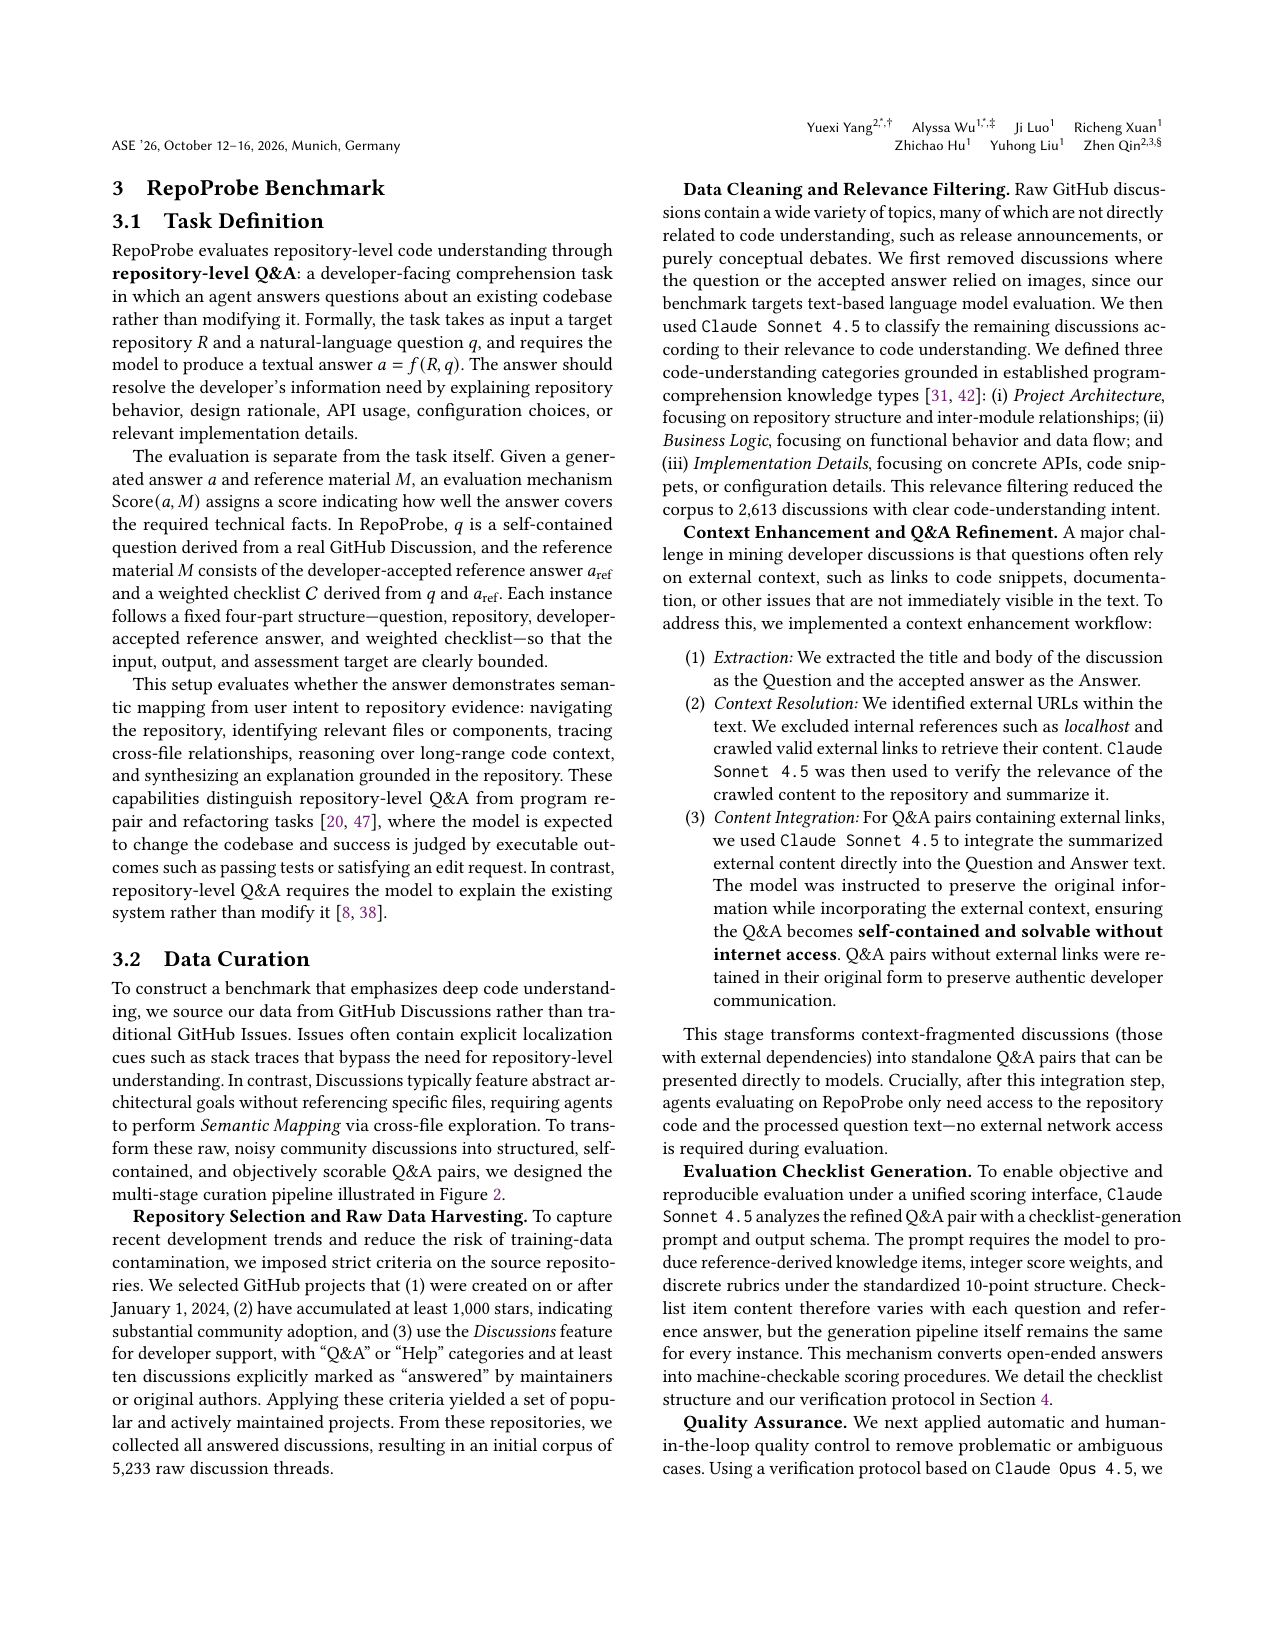 ASE ’26, October 12–16, 2026, Munich, Germany
Yuexi Yang2,*,† Alyssa Wu1,*,‡ Ji Luo1 Richeng Xuan1
Zhichao Hu1 Yuhong Liu1 Zhen Qin2,3,§
3 RepoProbe Benchmark
3.1 Task Definition
RepoProbe evaluates repository-level code understanding through
repository-level Q&A: a developer-facing comprehension task
in which an agent answers questions about an existing codebase
rather than modifying it. Formally, the task takes as input a target
repository R and a natural-language question q, and requires the
model to produce a textual answer a = f(R, q). The answer should
resolve the developer’s information need by explaining repository
behavior, design rationale, API usage, configuration choices, or
relevant implementation details.
The evaluation is separate from the task itself. Given a gener-
ated answer a and reference material M, an evaluation mechanism
Score(a, M) assigns a score indicating how well the answer covers
the required technical facts. In RepoProbe, q is a self-contained
question derived from a real GitHub Discussion, and the reference
material M consists of the developer-accepted reference answer aref
and a weighted checklist C derived from q and aref. Each instance
follows a fixed four-part structure—question, repository, developer-
accepted reference answer, and weighted checklist—so that the
input, output, and assessment target are clearly bounded.
This setup evaluates whether the answer demonstrates seman-
tic mapping from user intent to repository evidence: navigating
the repository, identifying relevant files or components, tracing
cross-file relationships, reasoning over long-range code context,
and synthesizing an explanation grounded in the repository. These
capabilities distinguish repository-level Q&A from program re-
pair and refactoring tasks [20, 47], where the model is expected
to change the codebase and success is judged by executable out-
comes such as passing tests or satisfying an edit request. In contrast,
repository-level Q&A requires the model to explain the existing
system rather than modify it [8, 38].
3.2 Data Curation
To construct a benchmark that emphasizes deep code understand-
ing, we source our data from GitHub Discussions rather than tra-
ditional GitHub Issues. Issues often contain explicit localization
cues such as stack traces that bypass the need for repository-level
understanding. In contrast, Discussions typically feature abstract ar-
chitectural goals without referencing specific files, requiring agents
to perform Semantic Mapping via cross-file exploration. To trans-
form these raw, noisy community discussions into structured, self-
contained, and objectively scorable Q&A pairs, we designed the
multi-stage curation pipeline illustrated in Figure 2.
Repository Selection and Raw Data Harvesting. To capture
recent development trends and reduce the risk of training-data
contamination, we imposed strict criteria on the source reposito-
ries. We selected GitHub projects that (1) were created on or after
January 1, 2024, (2) have accumulated at least 1,000 stars, indicating
substantial community adoption, and (3) use the Discussions feature
for developer support, with “Q&A” or “Help” categories and at least
ten discussions explicitly marked as “answered” by maintainers
or original authors. Applying these criteria yielded a set of popu-
lar and actively maintained projects. From these repositories, we
collected all answered discussions, resulting in an initial corpus of
5,233 raw discussion threads.
Data Cleaning and Relevance Filtering. Raw GitHub discus-
sions contain a wide variety of topics, many of which are not directly
related to code understanding, such as release announcements, or
purely conceptual debates. We first removed discussions where
the question or the accepted answer relied on images, since our
benchmark targets text-based language model evaluation. We then
used Claude Sonnet 4.5 to classify the remaining discussions ac-
cording to their relevance to code understanding. We defined three
code-understanding categories grounded in established program-
comprehension knowledge types [31, 42]: (i) Project Architecture,
focusing on repository structure and inter-module relationships; (ii)
Business Logic, focusing on functional behavior and data flow; and
(iii) Implementation Details, focusing on concrete APIs, code snip-
pets, or configuration details. This relevance filtering reduced the
corpus to 2,613 discussions with clear code-understanding intent.
Context Enhancement and Q&A Refinement. A major chal-
lenge in mining developer discussions is that questions often rely
on external context, such as links to code snippets, documenta-
tion, or other issues that are not immediately visible in the text. To
address this, we implemented a context enhancement workflow:
(1) Extraction: We extracted the title and body of the discussion
as the Question and the accepted answer as the Answer.
(2) Context Resolution: We identified external URLs within the
text. We excluded internal references such as localhost and
crawled valid external links to retrieve their content. Claude
Sonnet 4.5 was then used to verify the relevance of the
crawled content to the repository and summarize it.
(3) Content Integration: For Q&A pairs containing external links,
we used Claude Sonnet 4.5 to integrate the summarized
external content directly into the Question and Answer text.
The model was instructed to preserve the original infor-
mation while incorporating the external context, ensuring
the Q&A becomes self-contained and solvable without
internet access. Q&A pairs without external links were re-
tained in their original form to preserve authentic developer
communication.
This stage transforms context-fragmented discussions (those
with external dependencies) into standalone Q&A pairs that can be
presented directly to models. Crucially, after this integration step,
agents evaluating on RepoProbe only need access to the repository
code and the processed question text—no external network access
is required during evaluation.
Evaluation Checklist Generation. To enable objective and
reproducible evaluation under a unified scoring interface, Claude
Sonnet 4.5 analyzes the refined Q&A pair with a checklist-generation
prompt and output schema. The prompt requires the model to pro-
duce reference-derived knowledge items, integer score weights, and
discrete rubrics under the standardized 10-point structure. Check-
list item content therefore varies with each question and refer-
ence answer, but the generation pipeline itself remains the same
for every instance. This mechanism converts open-ended answers
into machine-checkable scoring procedures. We detail the checklist
structure and our verification protocol in Section 4.
Quality Assurance. We next applied automatic and human-
in-the-loop quality control to remove problematic or ambiguous
cases. Using a verification protocol based on Claude Opus 4.5, we